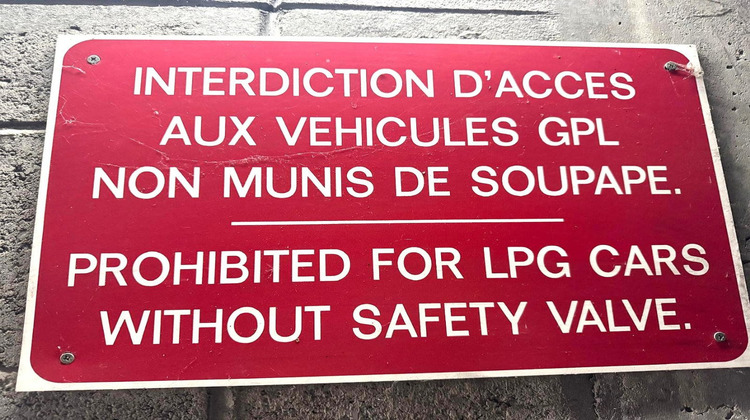 INTERDICTION D'ACCES
AUX VEHICULES GPL
NON MUNIS DE SOUPAPE.
PROHIBITED FOR LPG CARS
WITHOUT SAFETY VALVE.